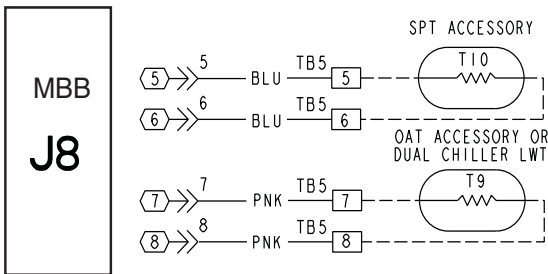 SPT ACCESSORY
T10
5 5 BLU TB5 5
6 6 BLU TB5 6
MBB
J8
OAT ACCESSORY OR
DUAL CHILLER LWT
T9
7 7 PNK TB5 7
8 8 PNK TB5 8